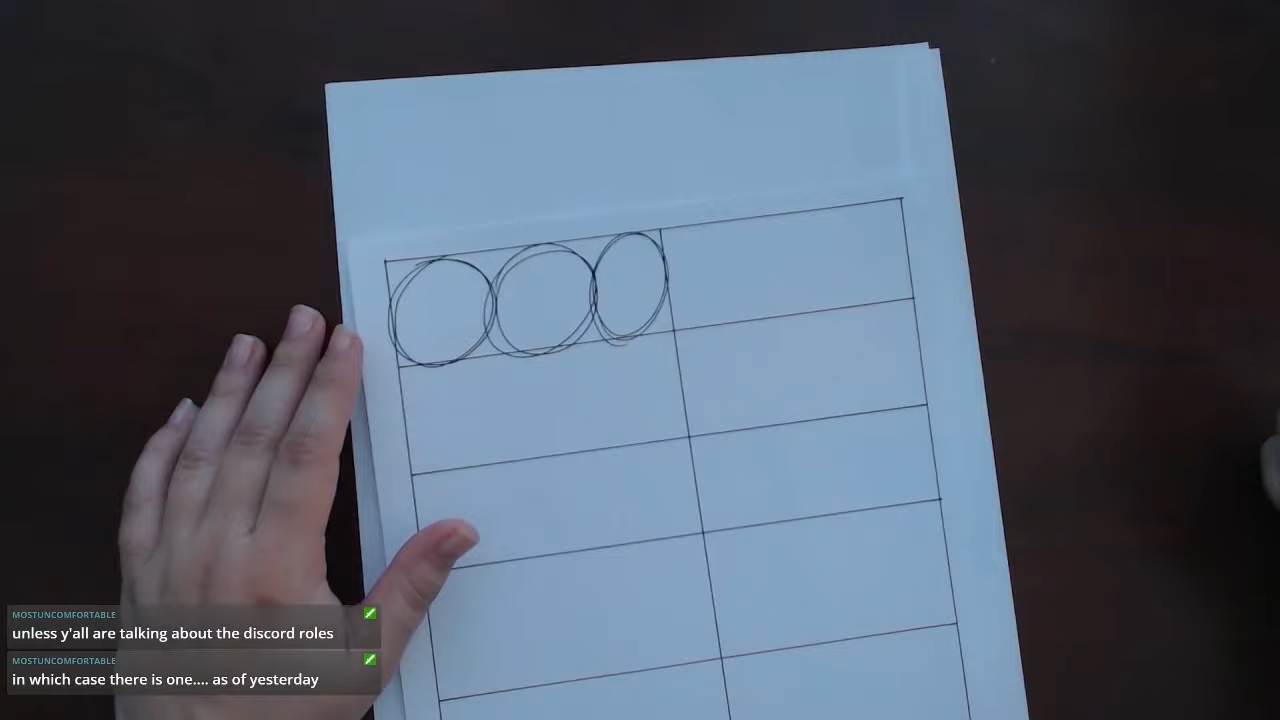 MOSTUNCOMFORTABLE
unless y'all are talking about the discord roles
MOSTUNCOMFORTABLE
in which case there is one.... as of yesterday